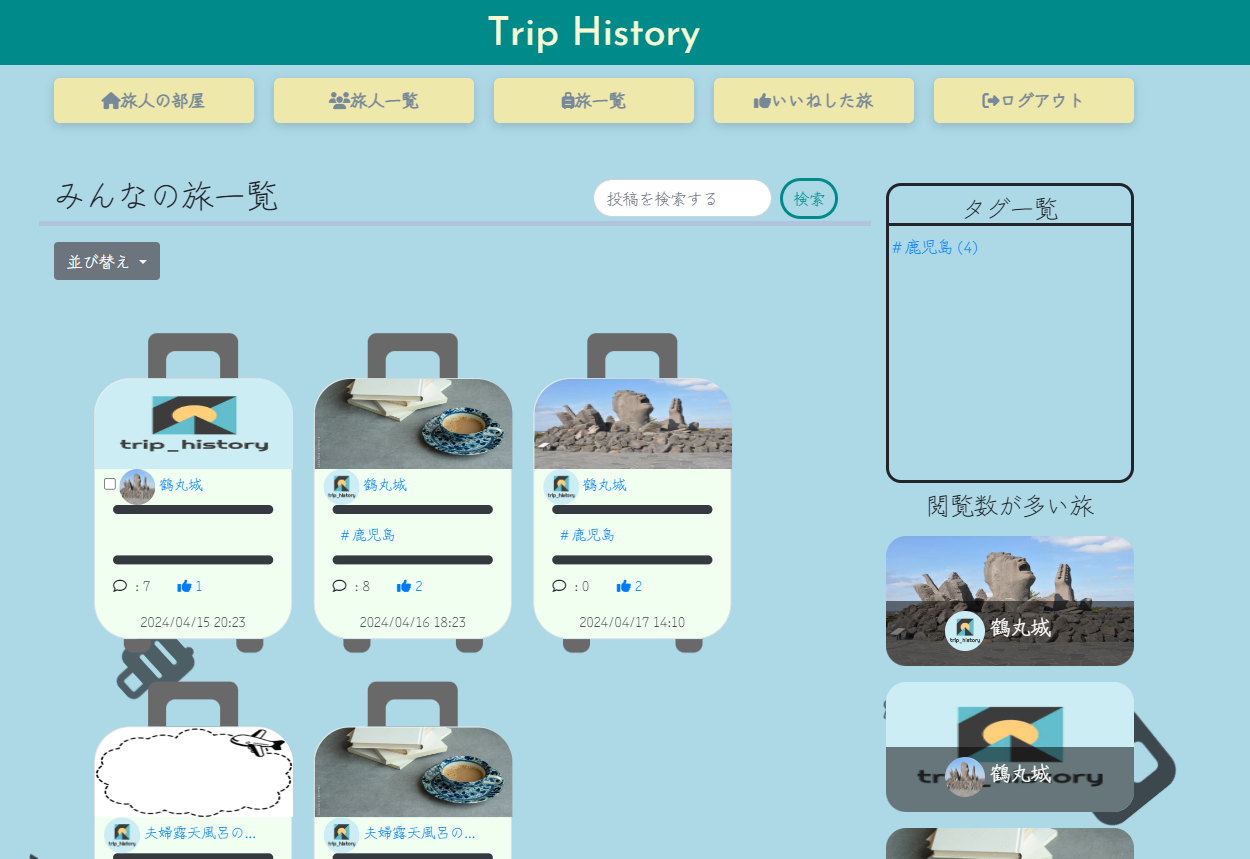 Trip History
旅人の部屋
旅人一覧
旅一覧
いいねした旅
ログアウト
みんなの旅一覧
投稿を検索する
検索
並び替え
trip_history
鶴丸城
: 7
1
2024/04/15 20:23
trip_history
鶴丸城
#鹿児島
: 8
2
2024/04/16 18:23
trip_history
鶴丸城
#鹿児島
: 0
2
2024/04/17 14:10
trip_history
夫婦露天風呂の...
trip_history
夫婦露天風呂の...
タグ一覧
#鹿児島 (4)
閲覧数が多い旅
trip_history
鶴丸城
trip_history
鶴丸城